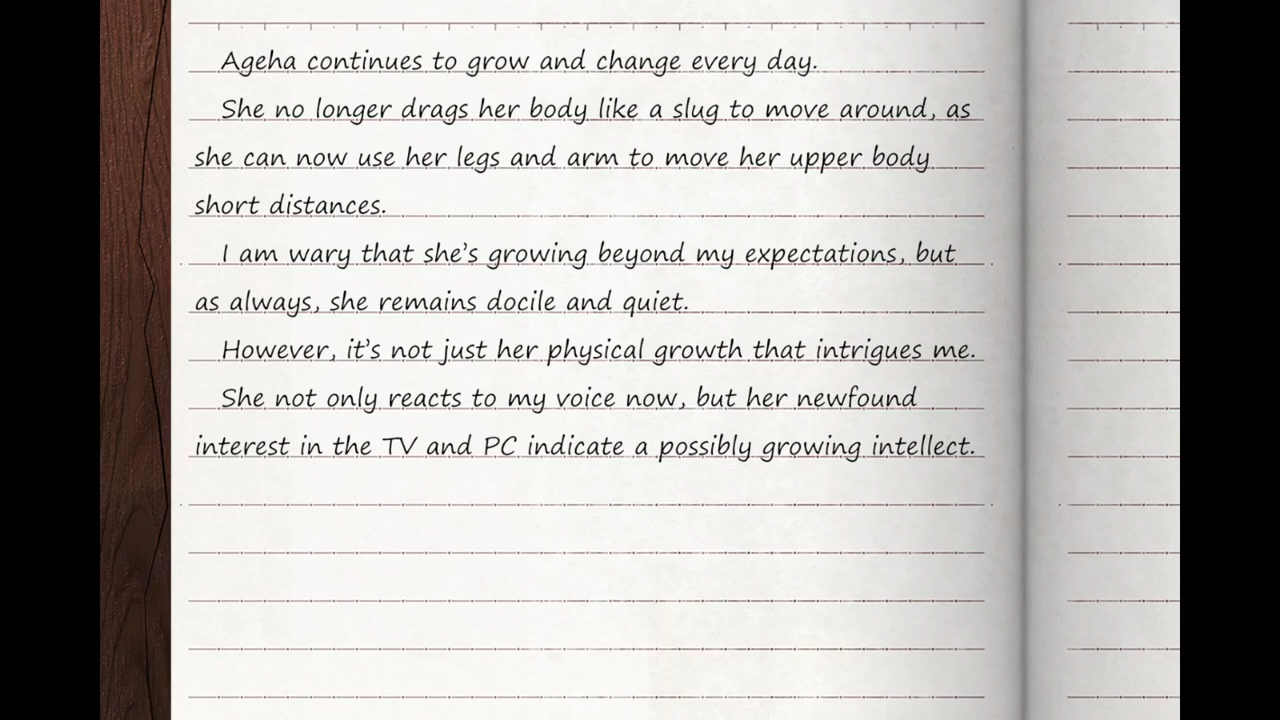 Ageha continues to grow and change every day.
She no longer drags her body like a slug to move around, as
she can now use her legs and arm to move her upper body
short distances.
I am wary that she's growing beyond my expectations, but
as always, she remains docile and quiet.
However, it's not just her physical growth that intrigues me.
She not only reacts to my voice now, but her newfound
interest in the TV and PC indicate a possibly growing intellect.